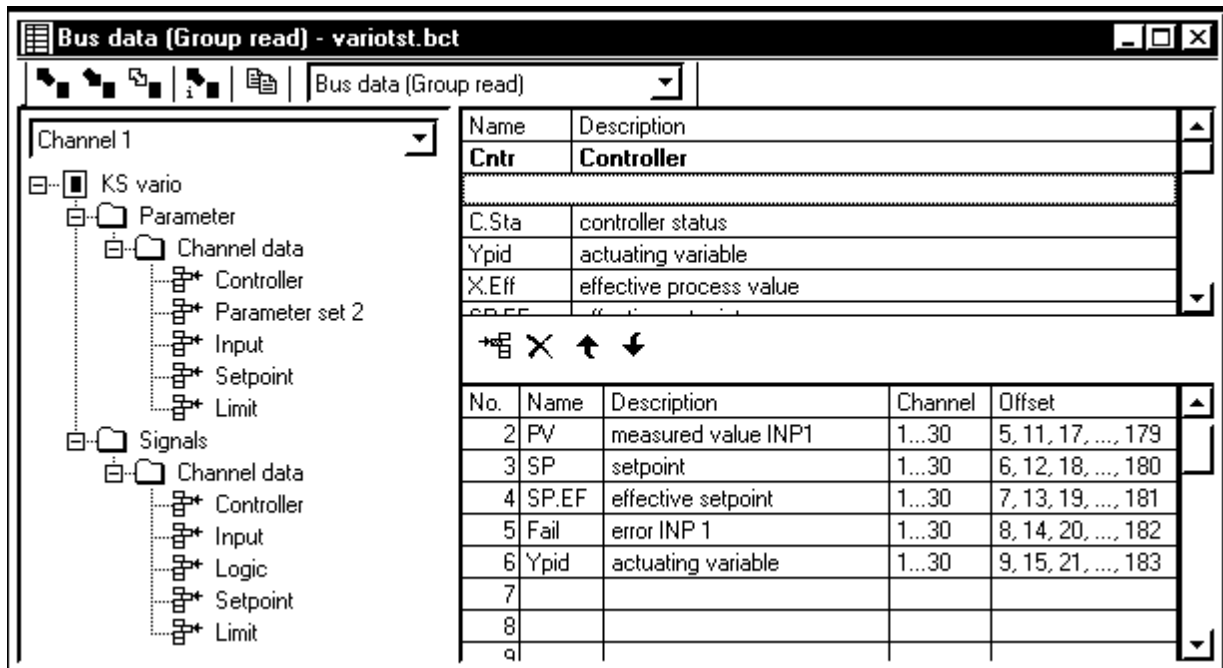 Bus data (Group read) - variotst.bct
Bus data (Group read)
Channel 1
KS vario
Parameter
Channel data
Controller
Parameter set 2
Input
Setpoint
Limit
Signals
Channel data
Controller
Input
Logic
Setpoint
Limit
Name Description
Cntr Controller
C.Sta controller status
Ypid actuating variable
X.Eff effective process value
No. Name Description Channel Offset
2 PV measured value INP1 1...30 5, 11, 17, ..., 179
3 SP setpoint 1...30 6, 12, 18, ..., 180
4 SP.EF effective setpoint 1...30 7, 13, 19, ..., 181
5 Fail error INP 1 1...30 8, 14, 20, ..., 182
6 Ypid actuating variable 1...30 9, 15, 21, ..., 183
7
8